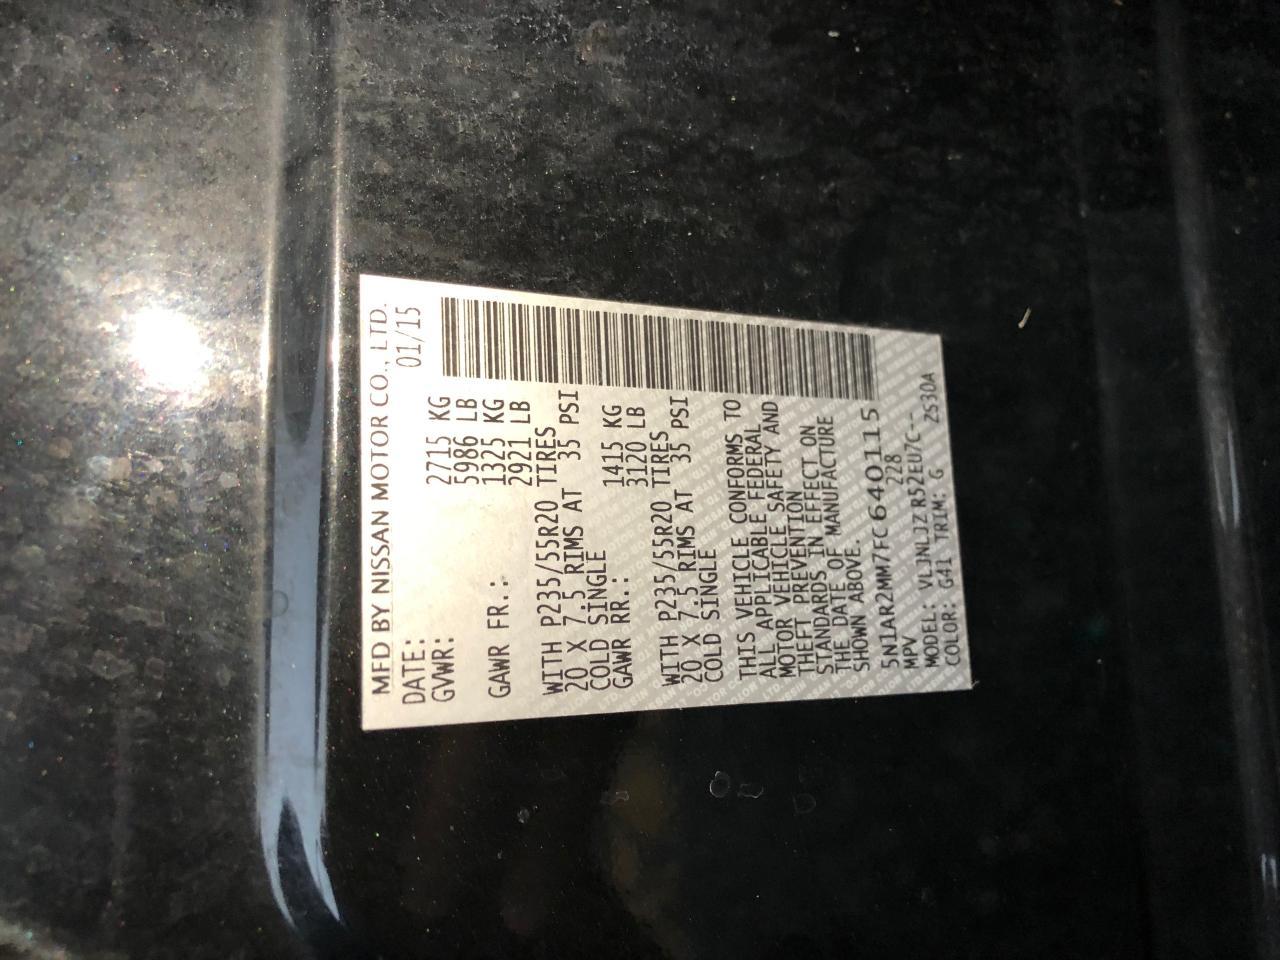 MFD BY NISSAN MOTOR CO., LTD.
DATE: 01/15
GVWR: 2715 KG
5986 LB
GAWR FR.: 1325 KG
2921 LB
WITH P235/55R20 TIRES
20 X 7.5 RIMS AT 35 PSI
COLD SINGLE
GAWR RR.: 1415 KG
3120 LB
WITH P235/55R20 TIRES
20 X 7.5 RIMS AT 35 PSI
COLD SINGLE
THIS VEHICLE CONFORMS TO
ALL APPLICABLE FEDERAL
MOTOR VEHICLE SAFETY AND
THEFT PREVENTION
STANDARDS IN EFFECT ON
THE DATE OF MANUFACTURE
SHOWN ABOVE.
5N1AR2MM7FC640115
MPV 228
MODEL: VLJNLJZ R52EU7C--
COLOR: G41 TRIM: G ZS30A